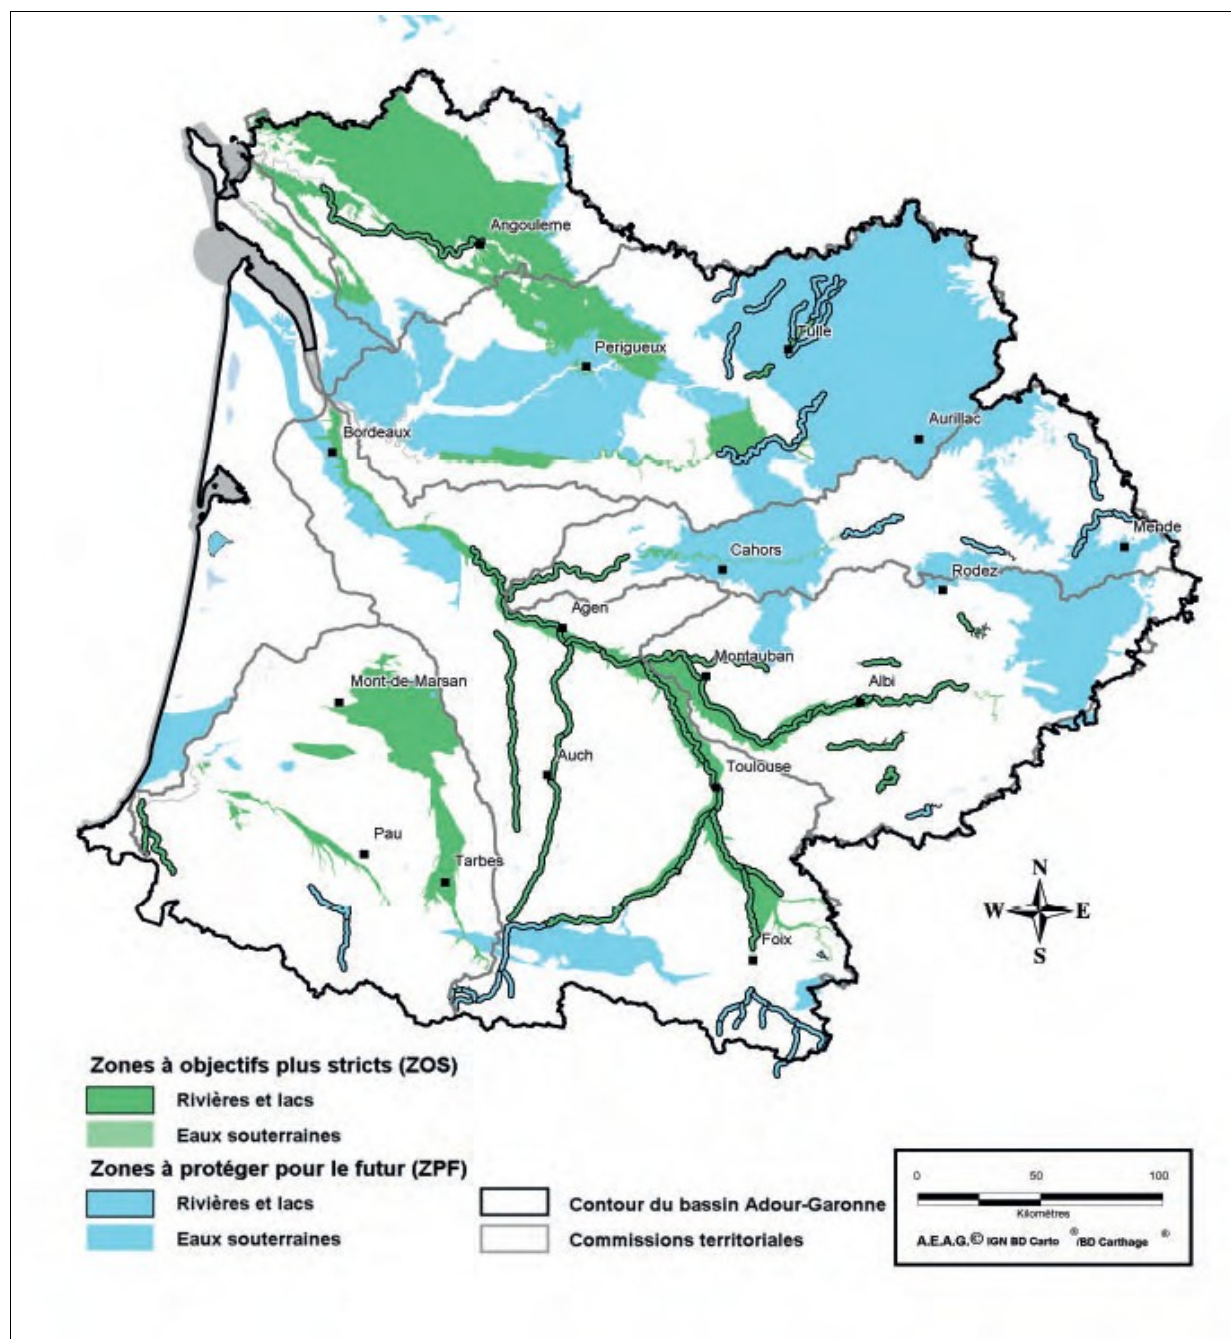 Angouleme
Tulle
Perigueux
Aurillac
Bordeaux
Mende
Cahors
Rodez
Agen
Montauban
Mont-de-Marsan
Albi
Auch
Toulouse
Pau
Tarbes
Foix
N
W E
S
Zones à objectifs plus stricts (ZOS)
Rivières et lacs
Eaux souterraines
Zones à protéger pour le futur (ZPF)
Rivières et lacs
Eaux souterraines
Contour du bassin Adour-Garonne
Commissions territoriales
0 50 100
Kilomètres
A.E.A.G.© IGN BD Carto ® /BD Carthage ®